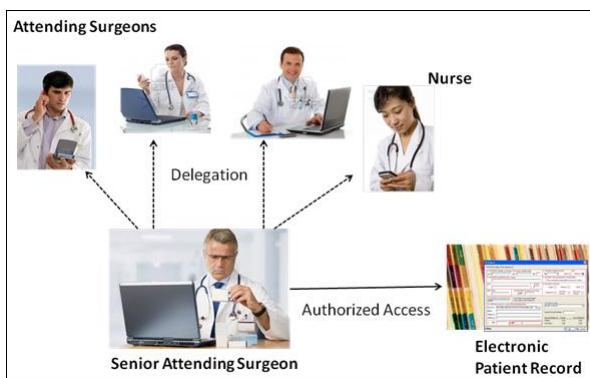 Attending Surgeons
Nurse
Delegation
Authorized Access
Senior Attending Surgeon
Electronic
Patient Record